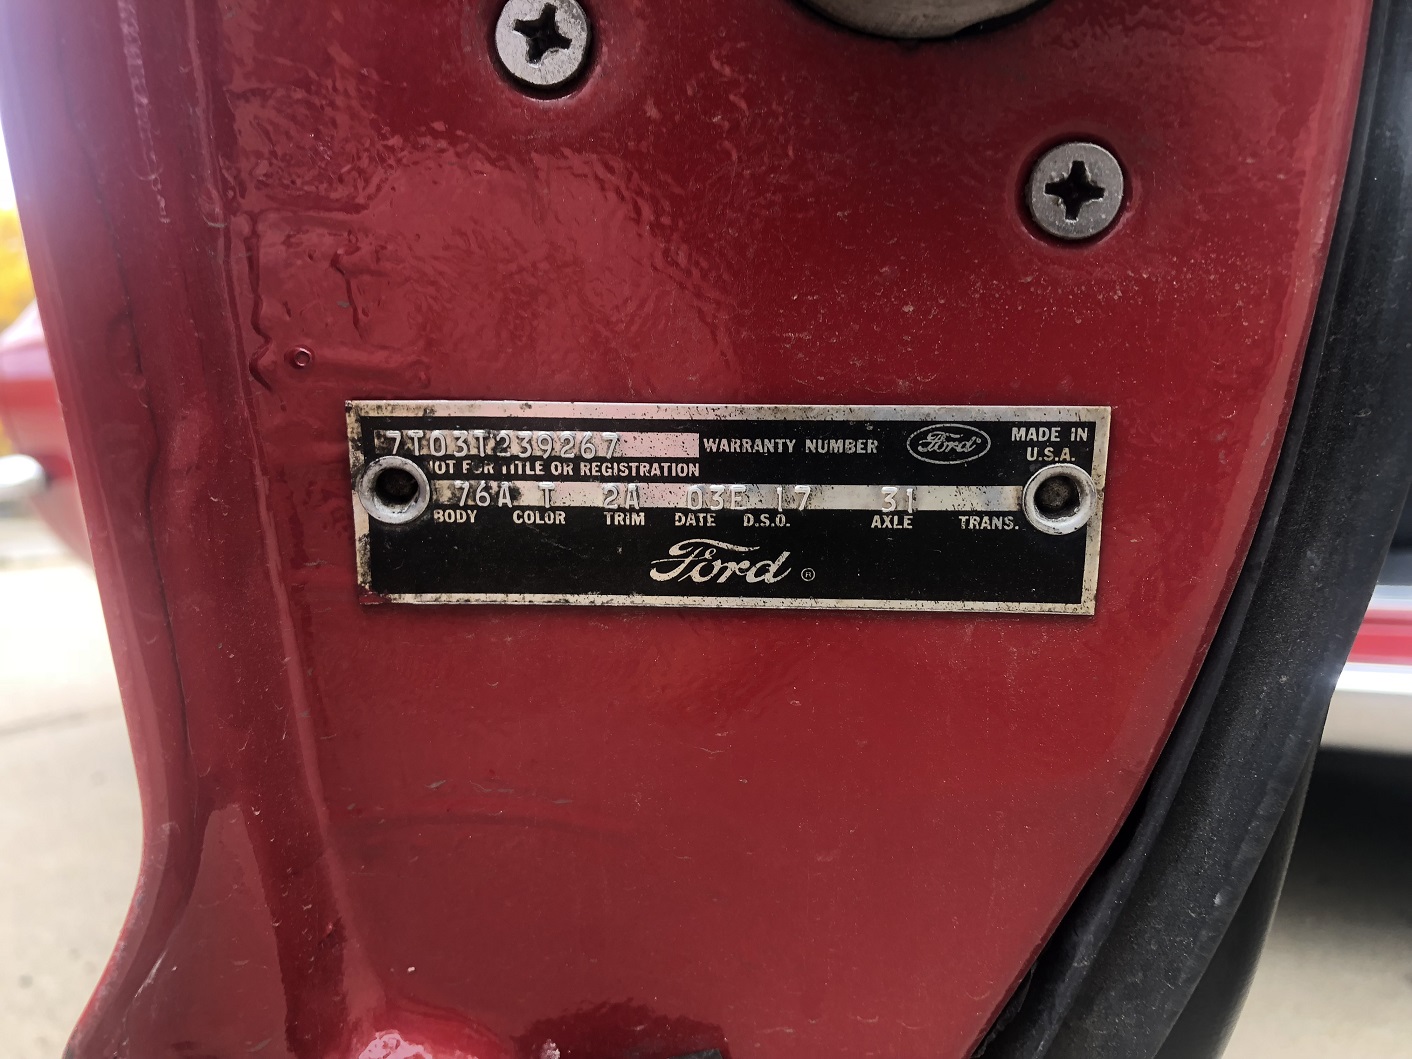 7T03T239267 WARRANTY NUMBER Ford MADE IN
U.S.A.
NOT FOR TITLE OR REGISTRATION
76A T 2A 03E 17 31
BODY COLOR TRIM DATE D.S.O. AXLE TRANS.
Ford ®